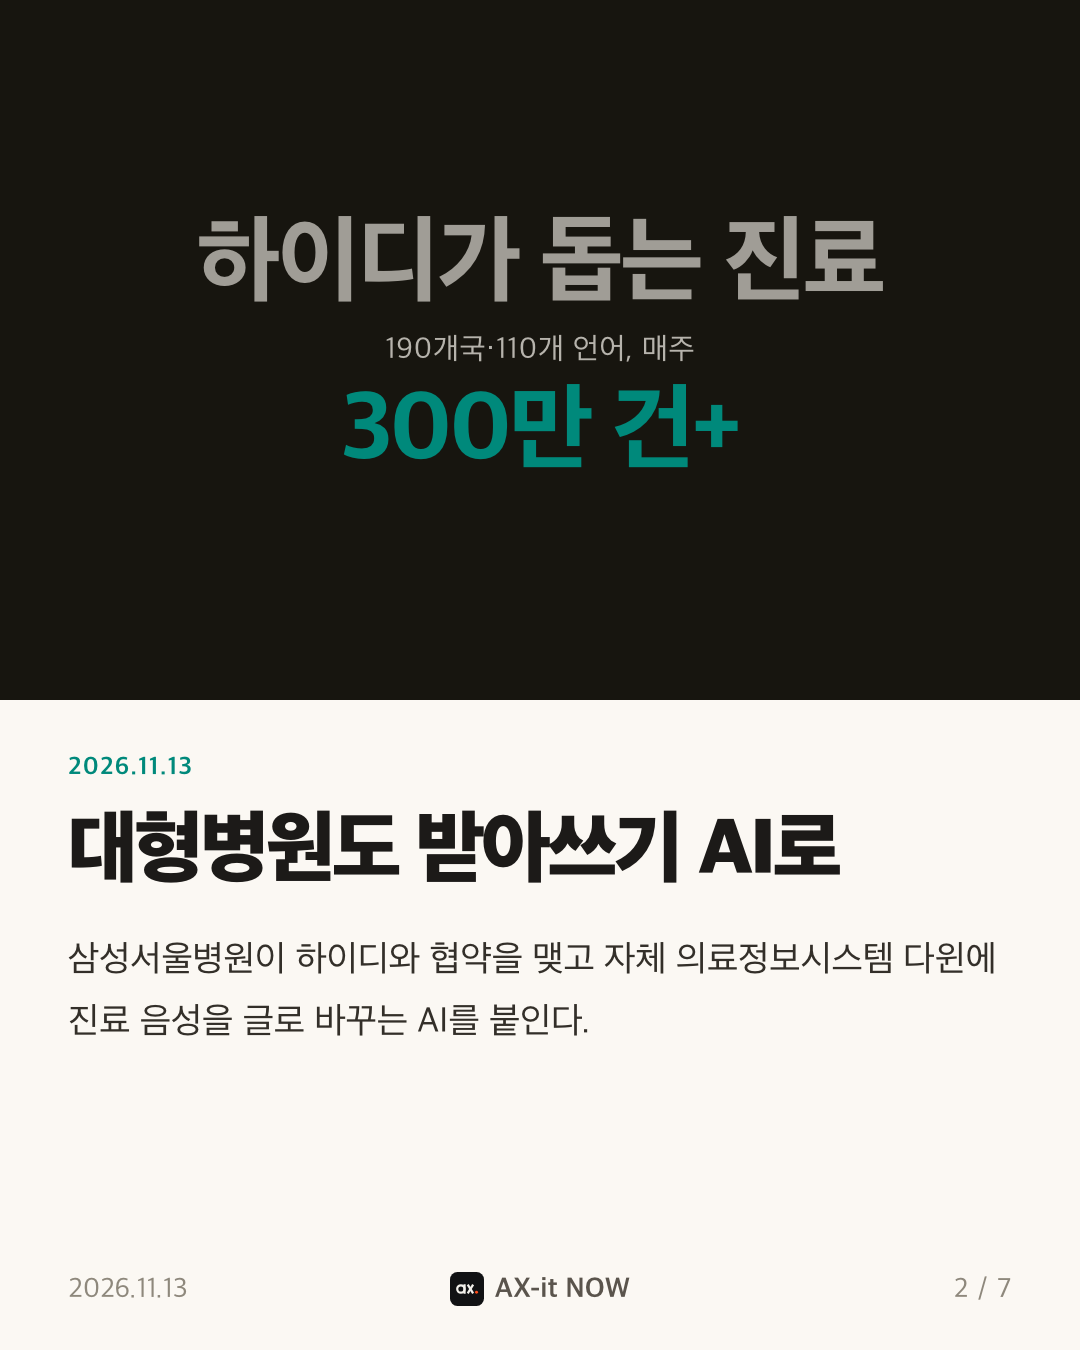 하이디가 돕는 진료
190개국·110개 언어, 매주
300만 건+
2026.11.13
대형병원도 받아쓰기 AI로
삼성서울병원이 하이디와 협약을 맺고 자체 의료정보시스템 다윈에
진료 음성을 글로 바꾸는 AI를 붙인다.
2026.11.13
ax.
AX-it NOW
2 / 7